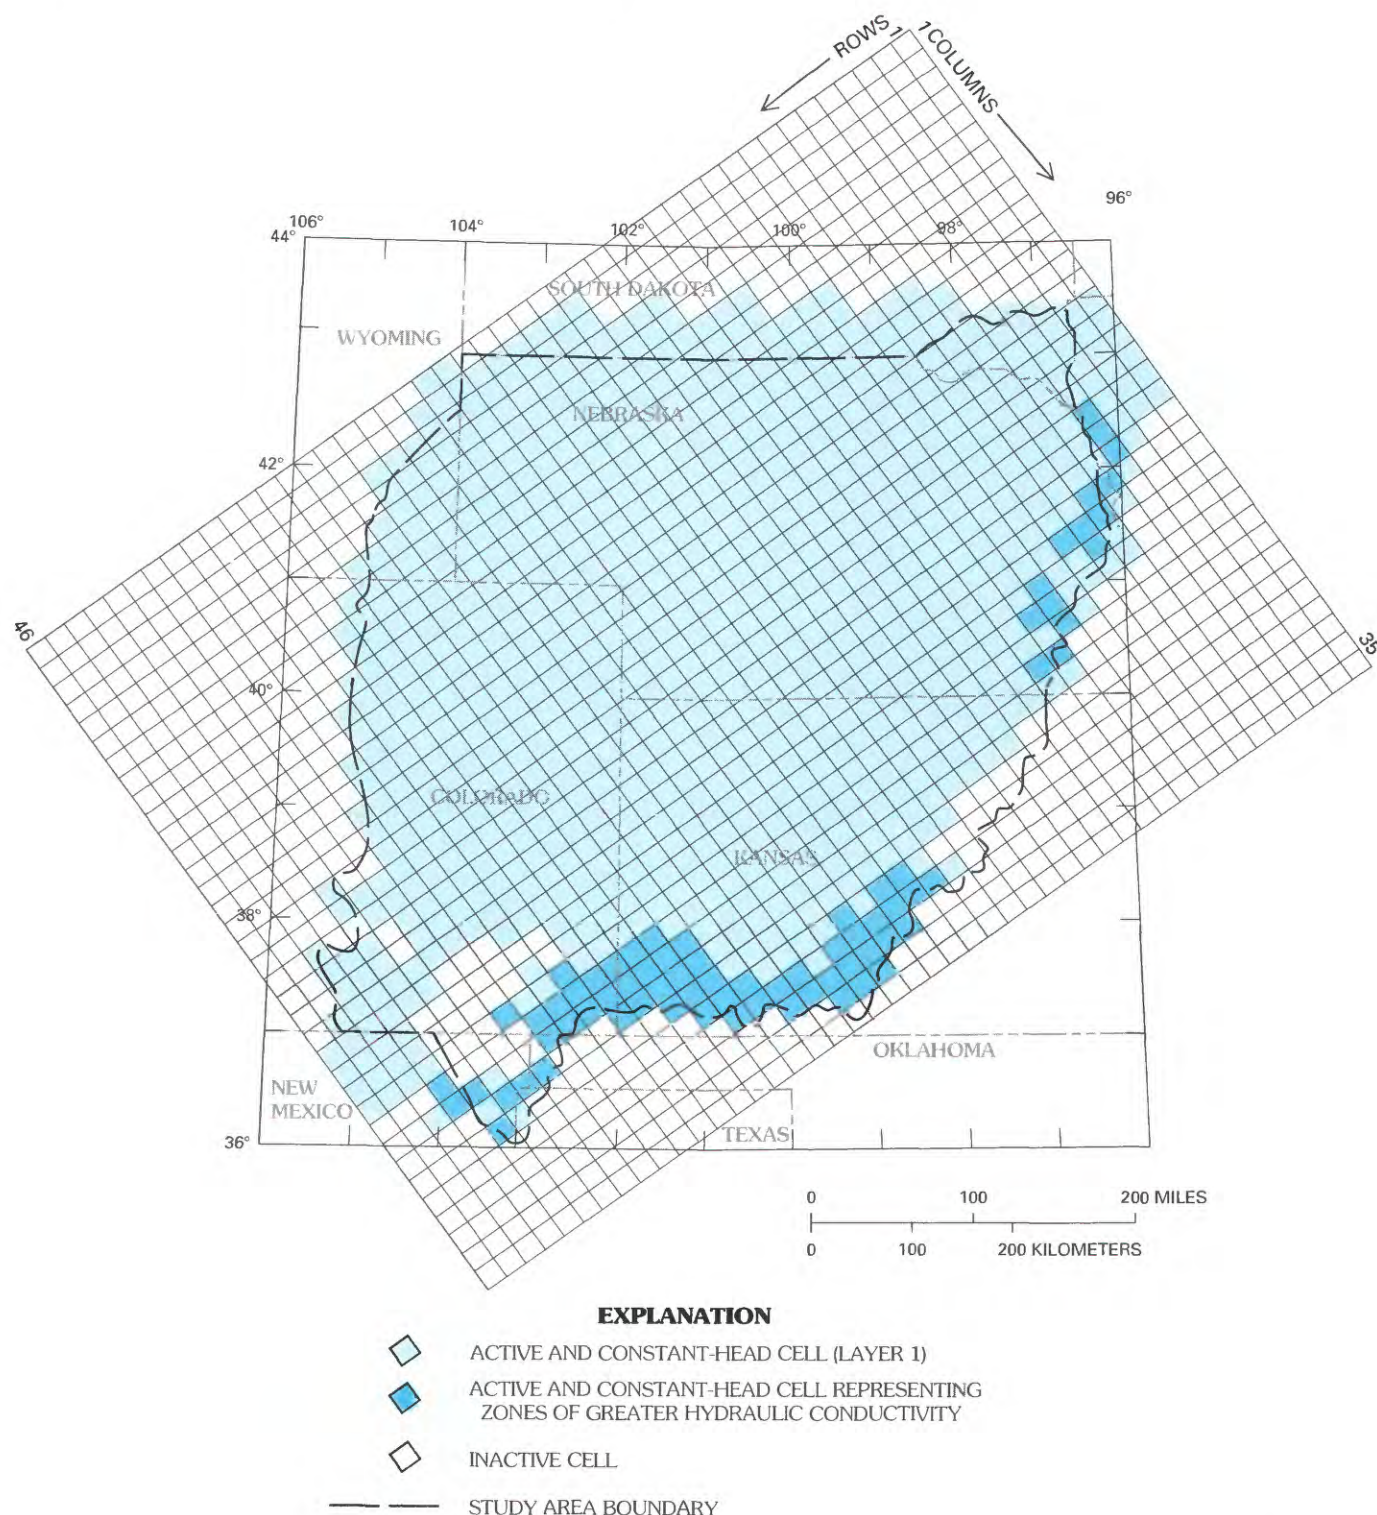 ROWS 1
1 COLUMNS
96°
106°
104°
102°
100°
98°
44°
SOUTH DAKOTA
WYOMING
NEBRASKA
42°
46
35
40°
COLORADO
KANSAS
38°
OKLAHOMA
NEW
MEXICO
TEXAS
36°
0 100 200 MILES
0 100 200 KILOMETERS
EXPLANATION
ACTIVE AND CONSTANT-HEAD CELL (LAYER 1)
ACTIVE AND CONSTANT-HEAD CELL REPRESENTING
ZONES OF GREATER HYDRAULIC CONDUCTIVITY
INACTIVE CELL
STUDY AREA BOUNDARY